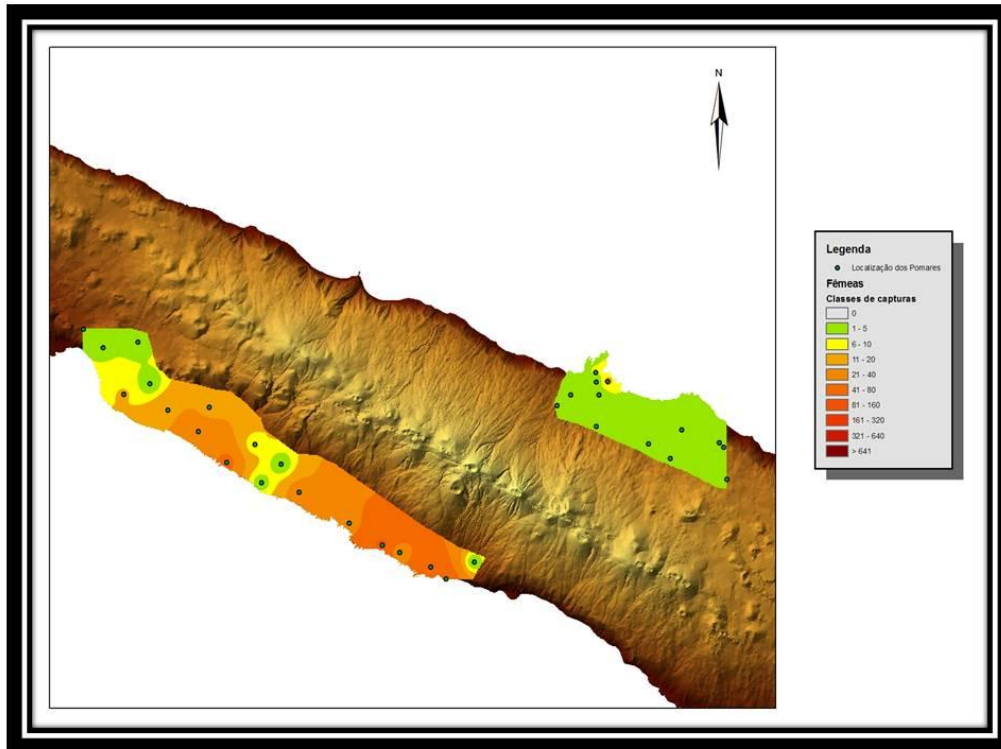 N
Legenda
Localização dos Pomares
Fêmeas
Classes de capturas
0
1 - 5
6 - 10
11 - 20
21 - 40
41 - 80
81 - 160
161 - 320
321 - 640
> 641